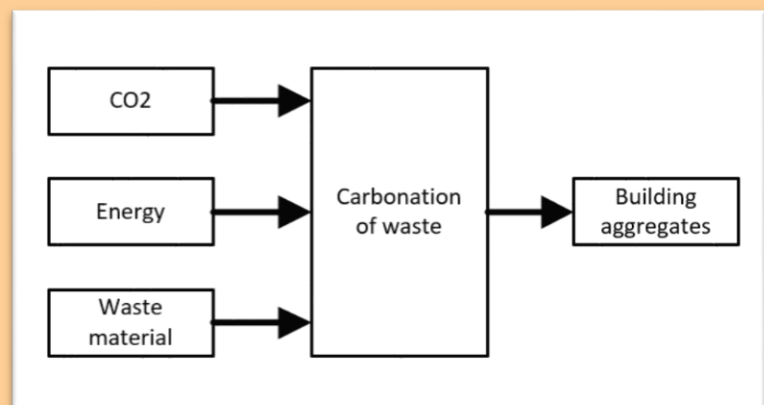 CO2
Energy
Waste
material
Carbonation
of waste
Building
aggregates